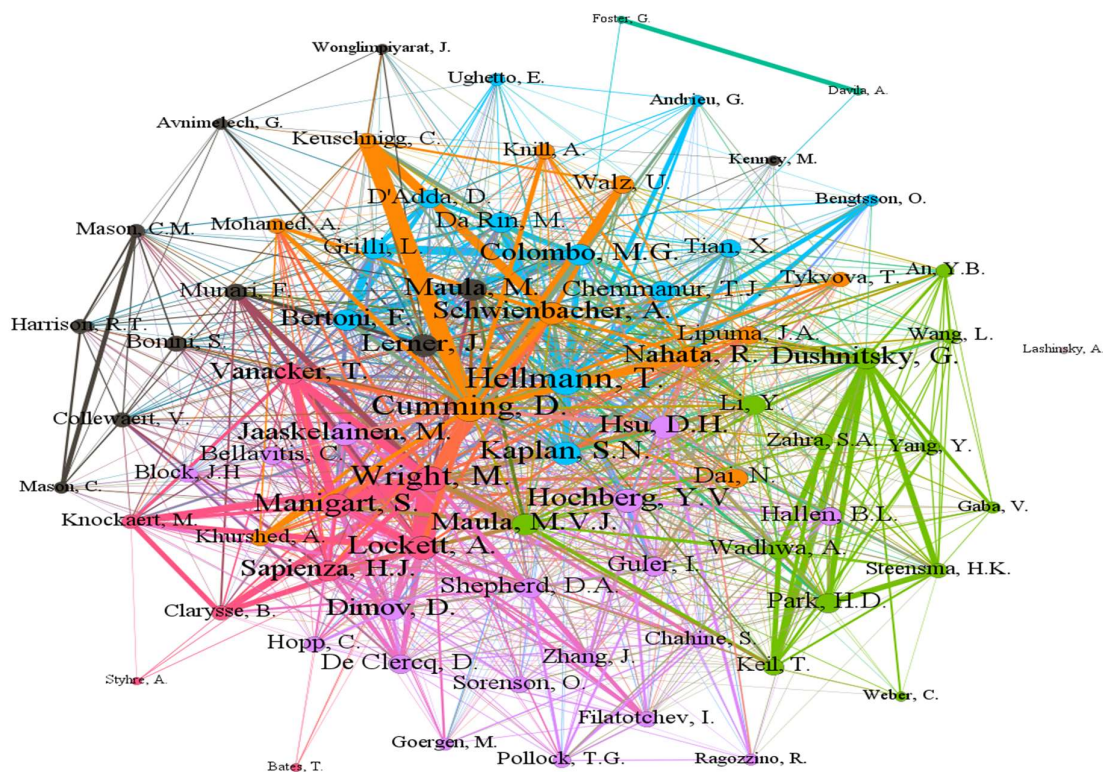 Foster, G.
Wonglimpiyarat, J.
Ughetto, E.
Davila, A.
Andrieu, G.
Avnimelech, G.
Keuschnigg, C.
Knill, A.
Kenney, M.
Walz, U.
D'Adda, D.
Bengtsson, O.
Da Rin, M.
Mohamed, A.
Mason, C.M.
Grilli, L.
Colombo, M.G.
Tian, X.
An, Y.B.
Tykvova, T.
Munari, F.
Maula, M.
Chemmanur, T.J.
Schwienbacher, A.
Bertoni, F.
Harrison, R.T.
Lipuma, J.A.
Wang, L.
Bonini, S.
Lerner, J.
Lashinsky, A.
Nahata, R.
Dushnitsky, G.
Vanacker, T.
Hellmann, T.
Cumming, D.
Li, Y.
Collewaert, V.
Hsu, D.H.
Jaaskelainen, M.
Zahra, S.A.
Yang, Y.
Kaplan, S.N.
Bellavitis, C.
Block, J.H
Wright, M.
Dai, N.
Mason, C.
Hochberg, Y.V.
Manigart, S.
Gaba, V.
Hallen, B.L.
Knockaert, M.
Maula, M.V.J.
Khurshed, A.
Lockett, A.
Wadhwa, A.
Guler, I.
Sapienza, H.J.
Steensma, H.K.
Shepherd, D.A.
Park, H.D.
Clarysse, B.
Dimov, D.
Chahine, S.
Hopp, C.
Zhang, J.
De Clercq, D.
Keil, T.
Styhre, A.
Sorenson, O.
Weber, C.
Filatotchev, I.
Goergen, M.
Pollock, T.G.
Ragozzino, R.
Bates, T.